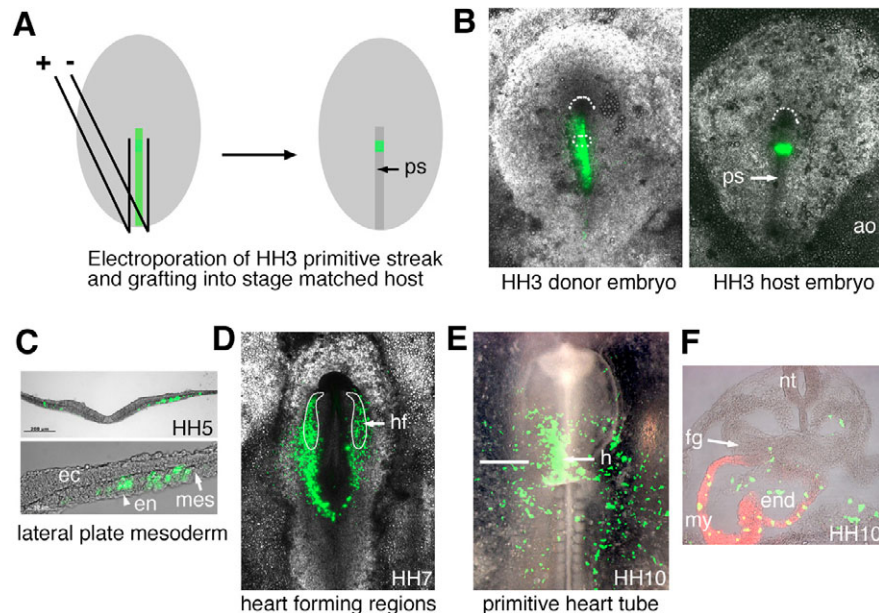 A
+ -
ps
Electroporation of HH3 primitive streak
and grafting into stage matched host
B
ps
ao
HH3 donor embryo
HH3 host embryo
C
HH5
ec
en
mes
lateral plate mesoderm
D
hf
HH7
heart forming regions
E
h
HH10
primitive heart tube
F
nt
fg
end
my
HH10